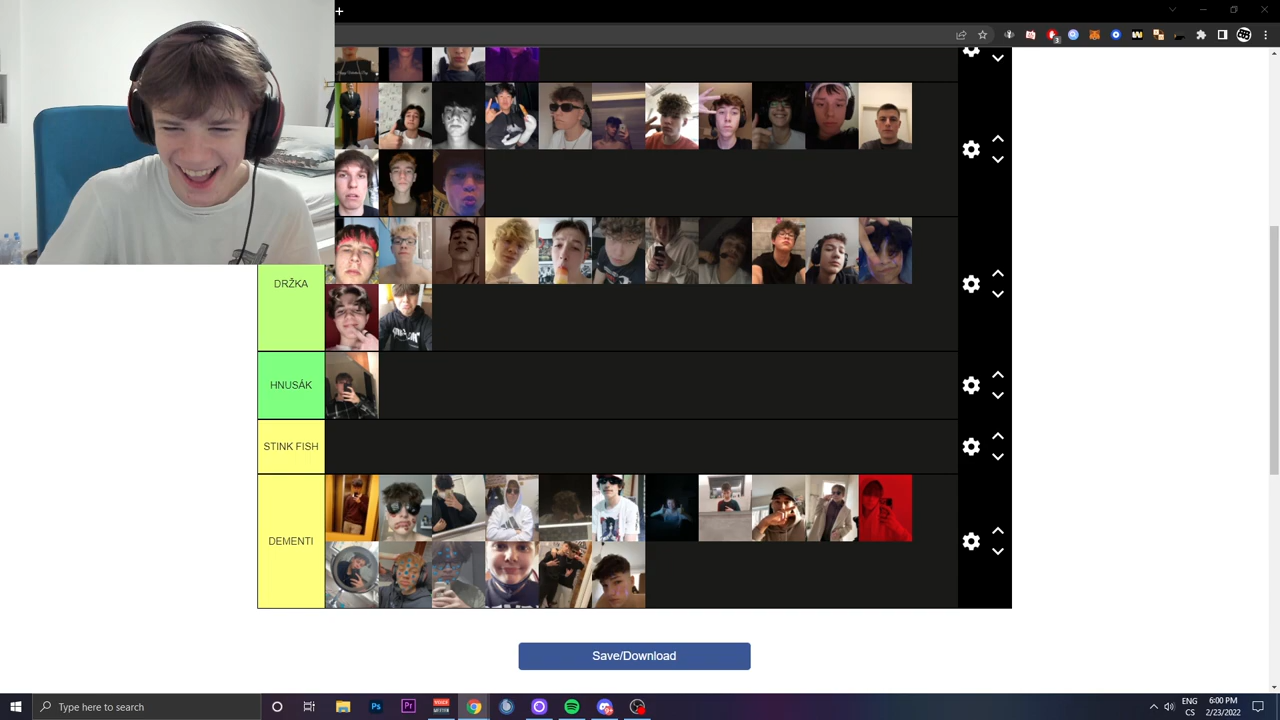 DRŽKA
HNUSÁK
STINK FISH
DEMENTI
Save/Download
Type here to search
ENG
6:00 PM
CS
2/23/2022